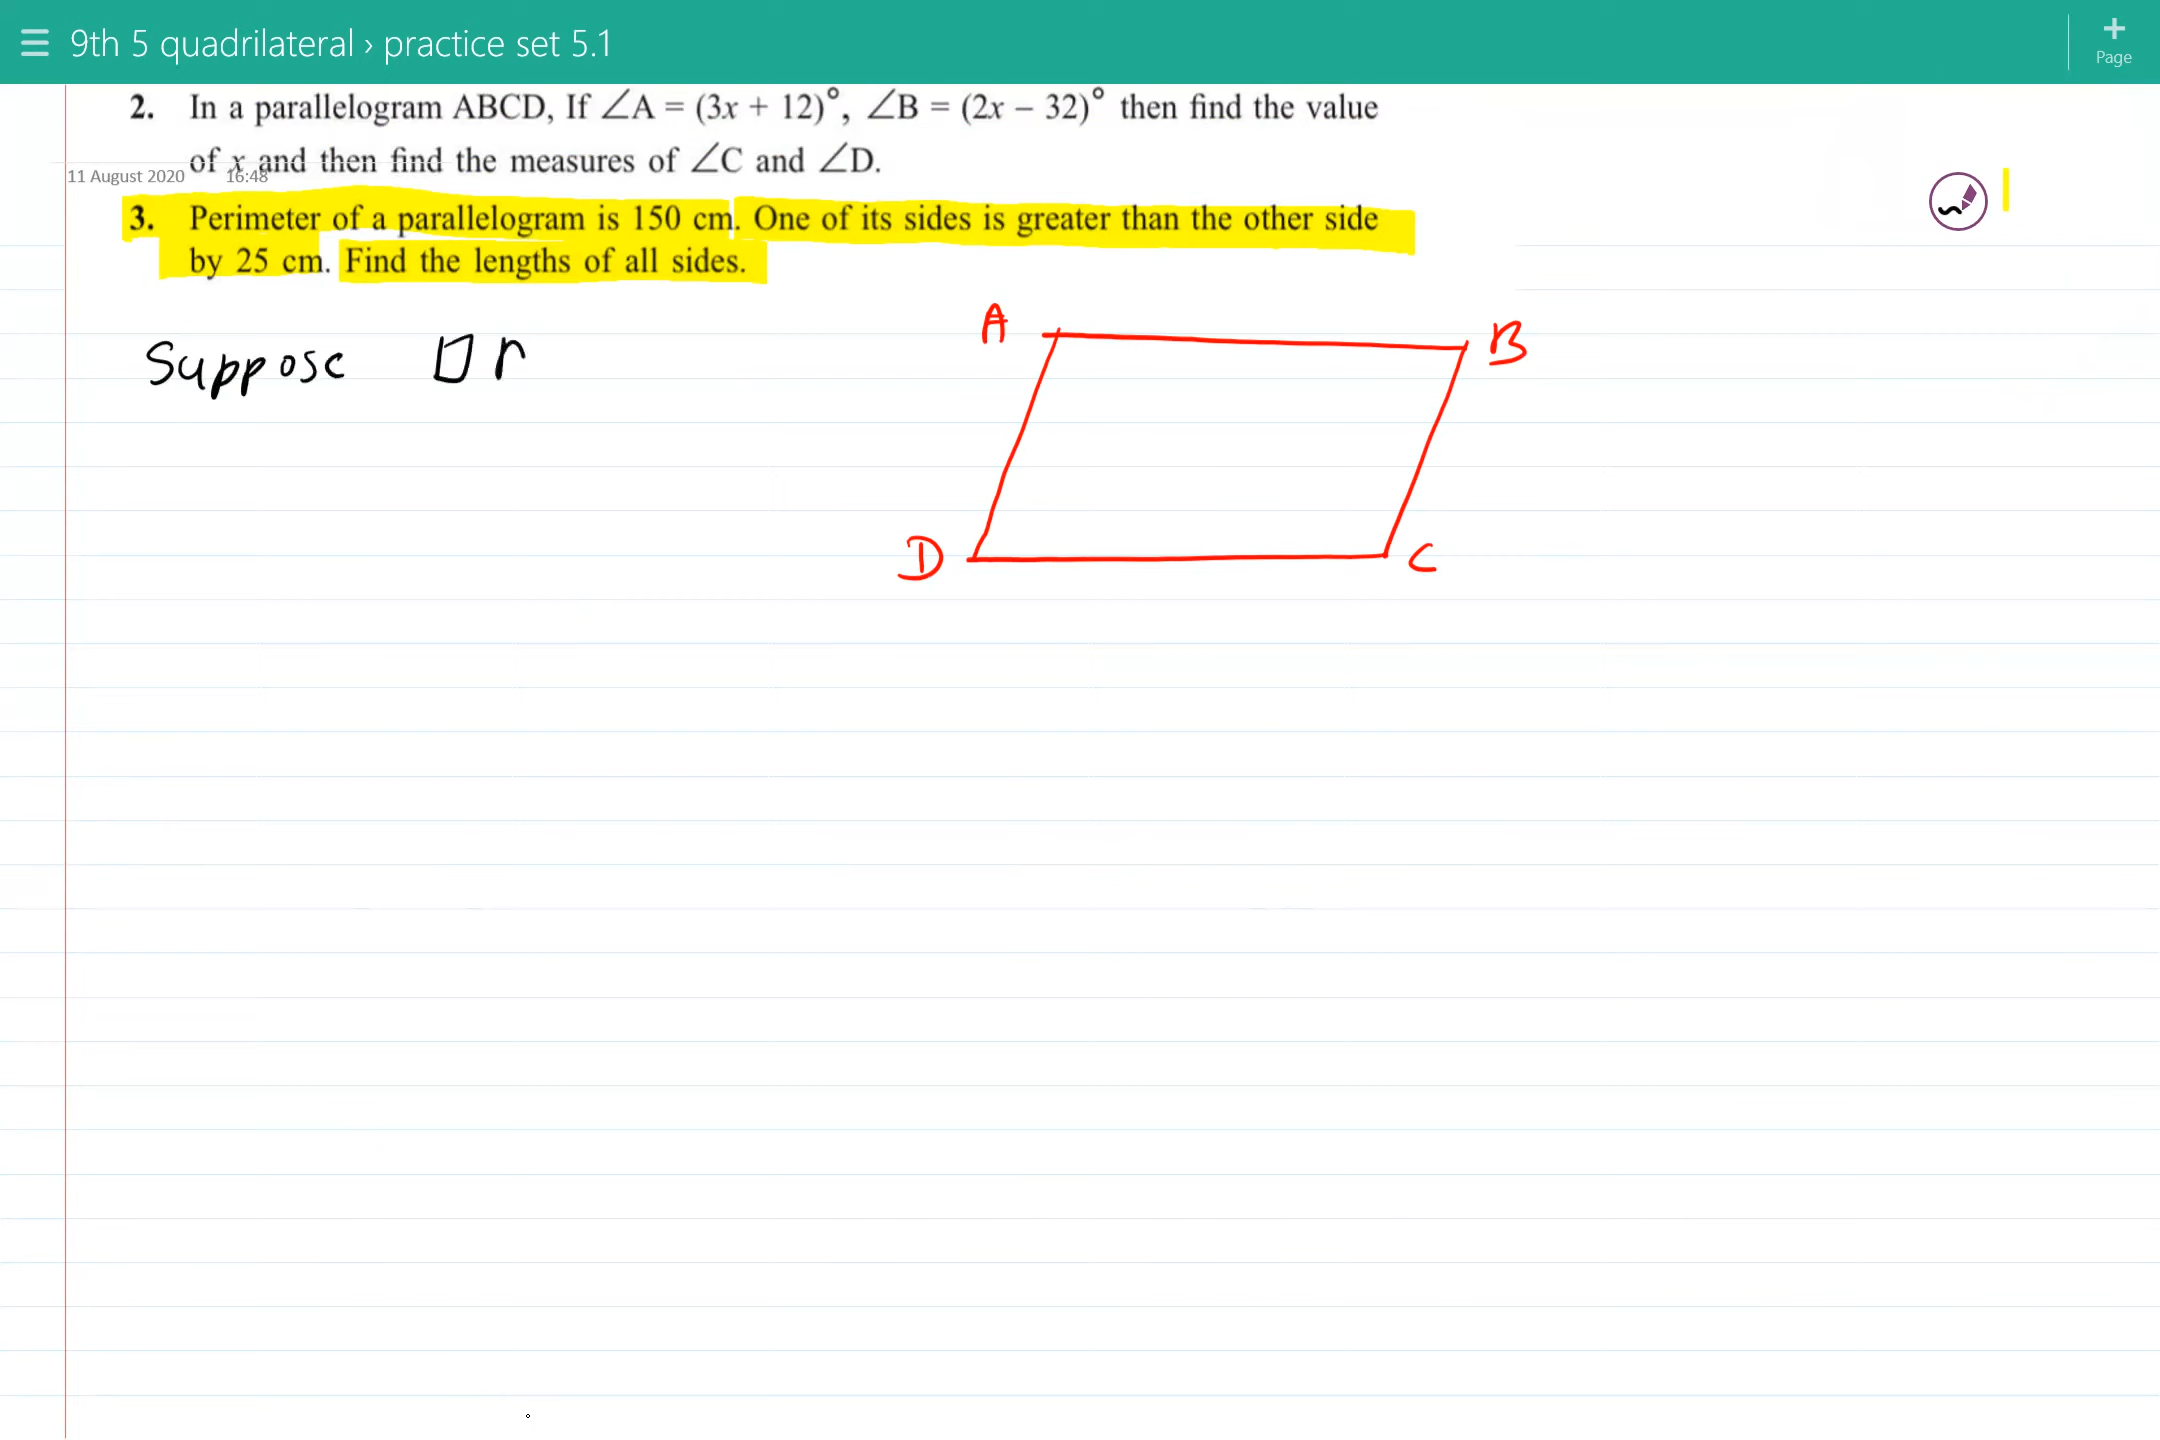 9th 5 quadrilateral › practice set 5.1
+
Page
2. In a parallelogram ABCD, If ∠A = (3x + 12)°, ∠B = (2x – 32)° then find the value
of x and then find the measures of ∠C and ∠D.
11 August 2020 16:48
3. Perimeter of a parallelogram is 150 cm. One of its sides is greater than the other side
by 25 cm. Find the lengths of all sides.
A
B
Suppose □
D
C